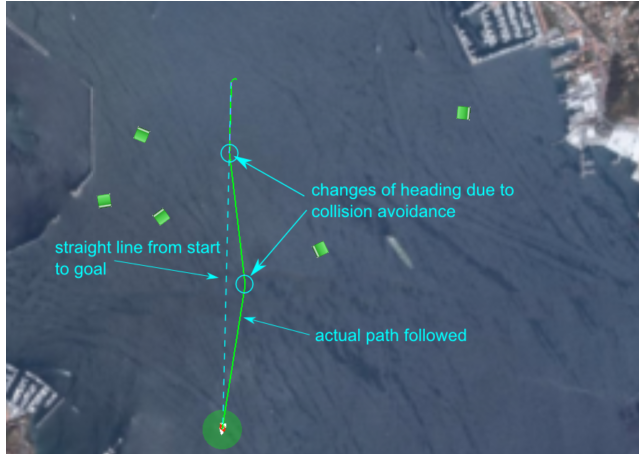 changes of heading due to
collision avoidance
straight line from start
to goal
actual path followed